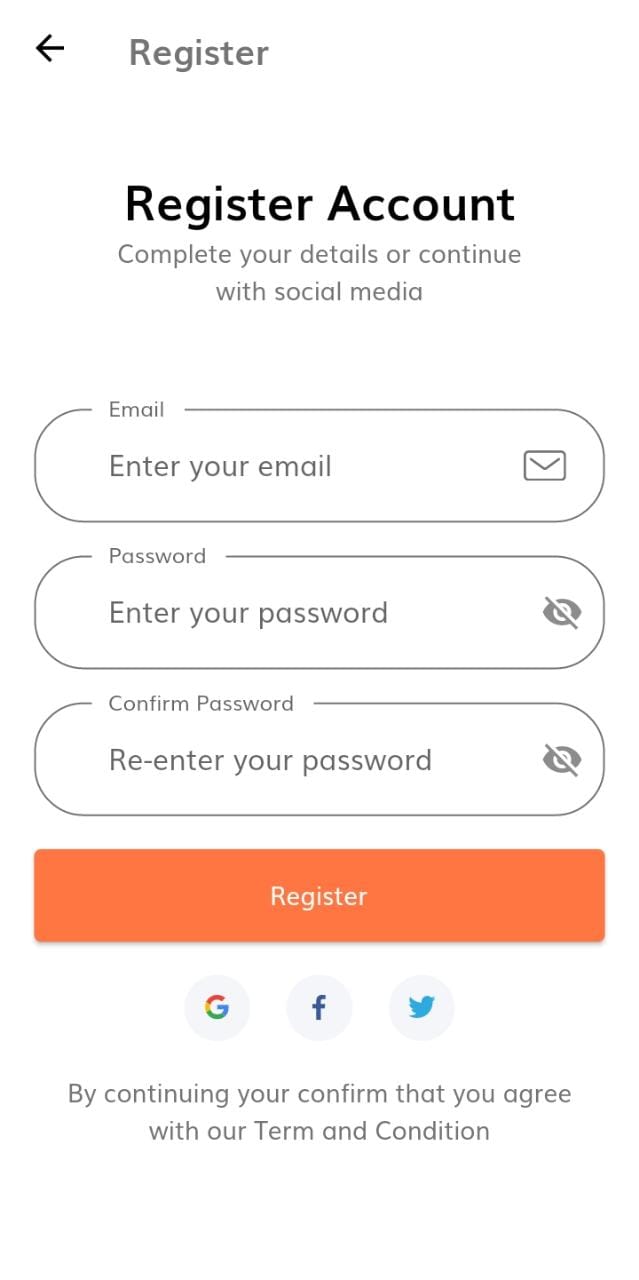 Register
Register Account
Complete your details or continue
with social media
Email
Enter your email
Password
Enter your password
Confirm Password
Re-enter your password
Register
By continuing your confirm that you agree
with our Term and Condition